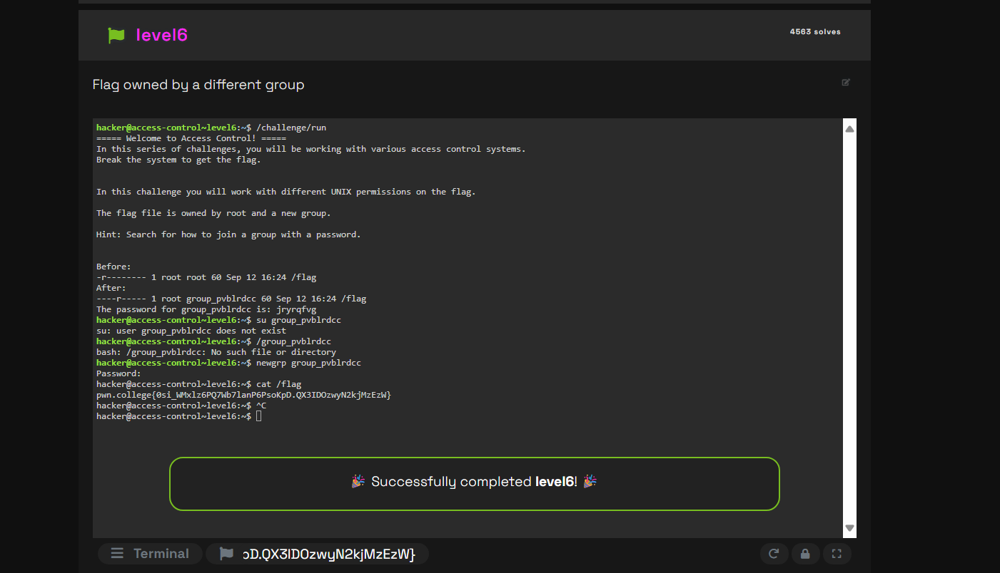 level6
4563 solves
Flag owned by a different group
hacker@access-control~level6:~$ /challenge/run
===== Welcome to Access Control! =====
In this series of challenges, you will be working with various access control systems.
Break the system to get the flag.
In this challenge you will work with different UNIX permissions on the flag.
The flag file is owned by root and a new group.
Hint: Search for how to join a group with a password.
Before:
-r-------- 1 root root 60 Sep 12 16:24 /flag
After:
----r----- 1 root group_pvblrdcc 60 Sep 12 16:24 /flag
The password for group_pvblrdcc is: jryrqfvg
hacker@access-control~level6:~$ su group_pvblrdcc
su: user group_pvblrdcc does not exist
hacker@access-control~level6:~$ /group_pvblrdcc
bash: /group_pvblrdcc: No such file or directory
hacker@access-control~level6:~$ newgrp group_pvblrdcc
Password:
hacker@access-control~level6:~$ cat /flag
pwn.college{0si_WMxlz6PQ7Wb7lanP6PsoKpD.QX3IDOzwyN2kjMzEzW}
hacker@access-control~level6:~$ ^C
hacker@access-control~level6:~$
🎉 Successfully completed level6! 🎉
Terminal
pD.QX3IDOzwyN2kjMzEzW}